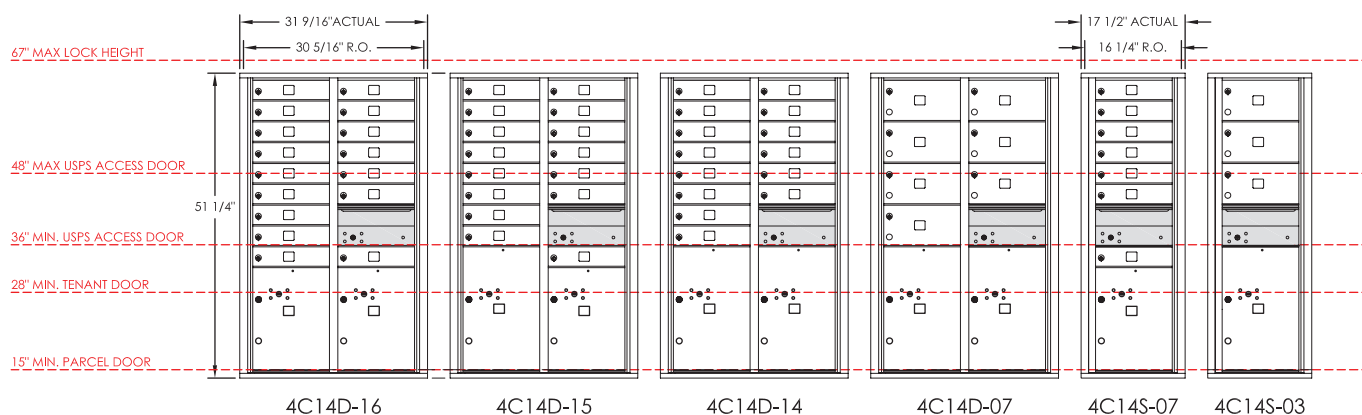 31 9/16"ACTUAL
17 1/2" ACTUAL
30 5/16" R.O.
16 1/4" R.O.
67" MAX LOCK HEIGHT
48" MAX USPS ACCESS DOOR
51 1/4"
36" MIN. USPS ACCESS DOOR
28" MIN. TENANT DOOR
15" MIN. PARCEL DOOR
4C14D-16
4C14D-15
4C14D-14
4C14D-07
4C14S-07
4C14S-03